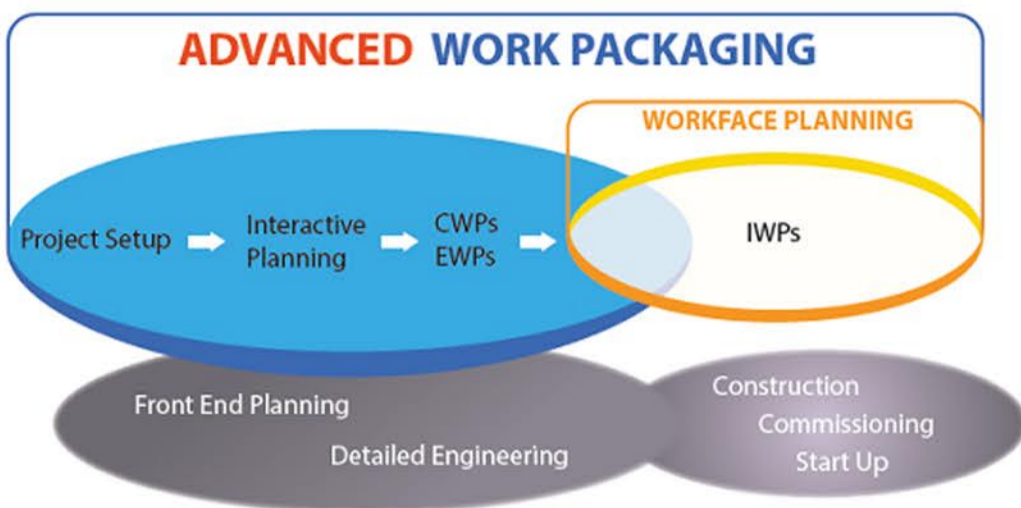 ADVANCED WORK PACKAGING
WORKFACE PLANNING
Project Setup
Interactive
Planning
CWPs
EWPs
IWPs
Front End Planning
Detailed Engineering
Construction
Commissioning
Start Up